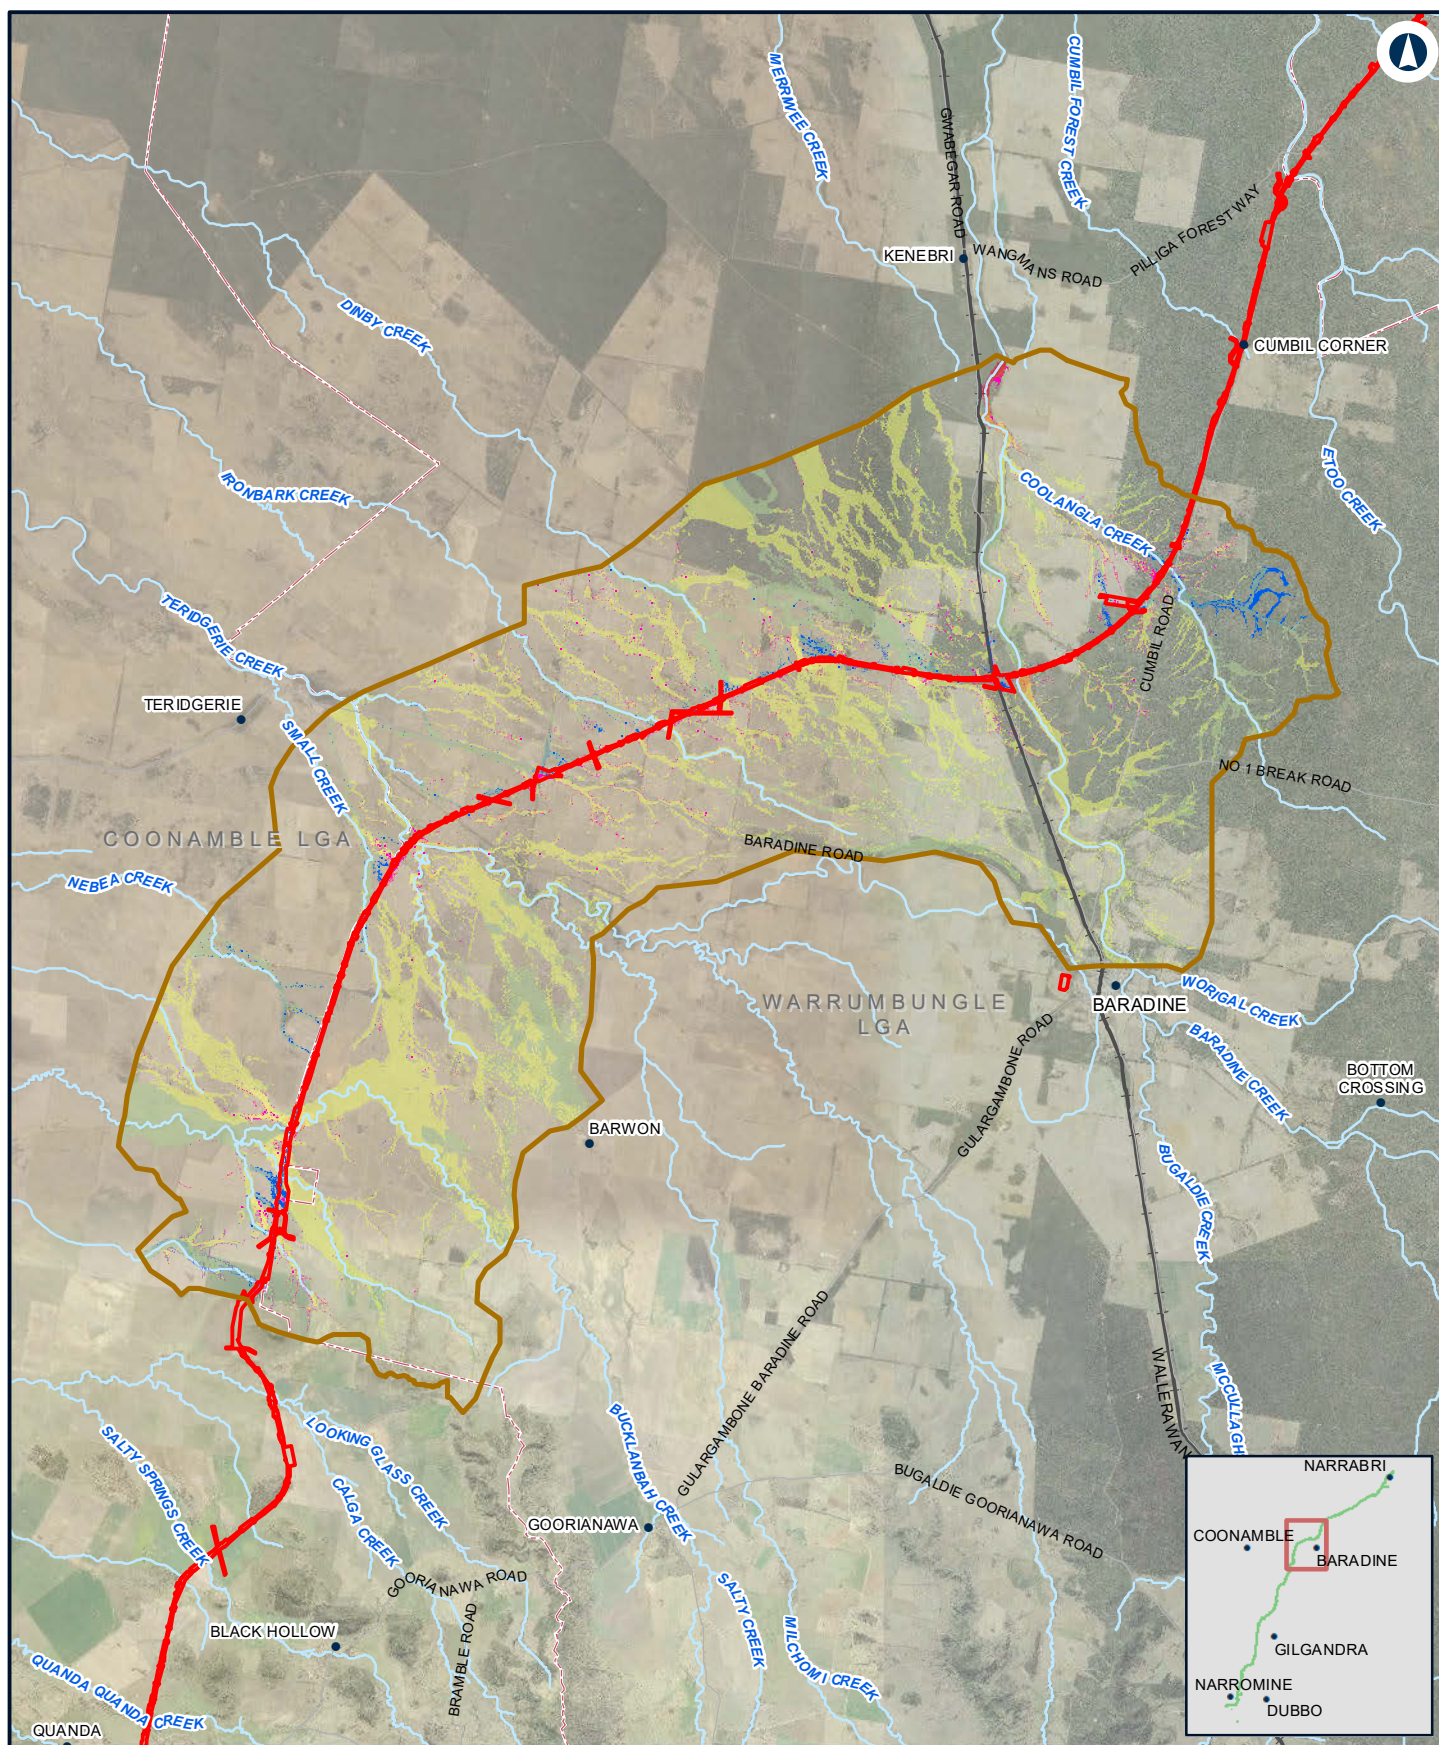 MERRIWEE CREEK
CUMBIL FOREST CREEK
GWABEGAR ROAD
PILLIGA FOREST WAY
KENEBRI
WANGMANS ROAD
DINBY CREEK
CUMBIL CORNER
IRONBARK CREEK
COOLANGLA CREEK
ETOO CREEK
TERIDGERIE CREEK
CUMBIL ROAD
TERIDGERIE
SMALL CREEK
NO 1 BREAK ROAD
COONAMBLE LGA
BARADINE ROAD
NEBEA CREEK
WARRUMBUNGLE
LGA
WORIGAL CREEK
BARADINE
GULARGAMBONE ROAD
BARADINE CREEK
BOTTOM
CROSSING
BARWON
BUGALDIE CREEK
GULARGAMBONE BARADINE ROAD
WALLERAWAN
MCCULLAGH
LOOKING GLASS CREEK
SALTY SPRINGS CREEK
BUCKLANBAH CREEK
CALGA CREEK
BUGALDIE GOORIANAWA ROAD
GOORIANAWA
GOORIANAWA ROAD
SALTY CREEK
BRAMBLE ROAD
BLACK HOLLOW
MILCHOMI CREEK
QUANDA QUANDA CREEK
QUANDA
NARRABRI
COONAMBLE
BARADINE
GILGANDRA
NARROMINE
DUBBO